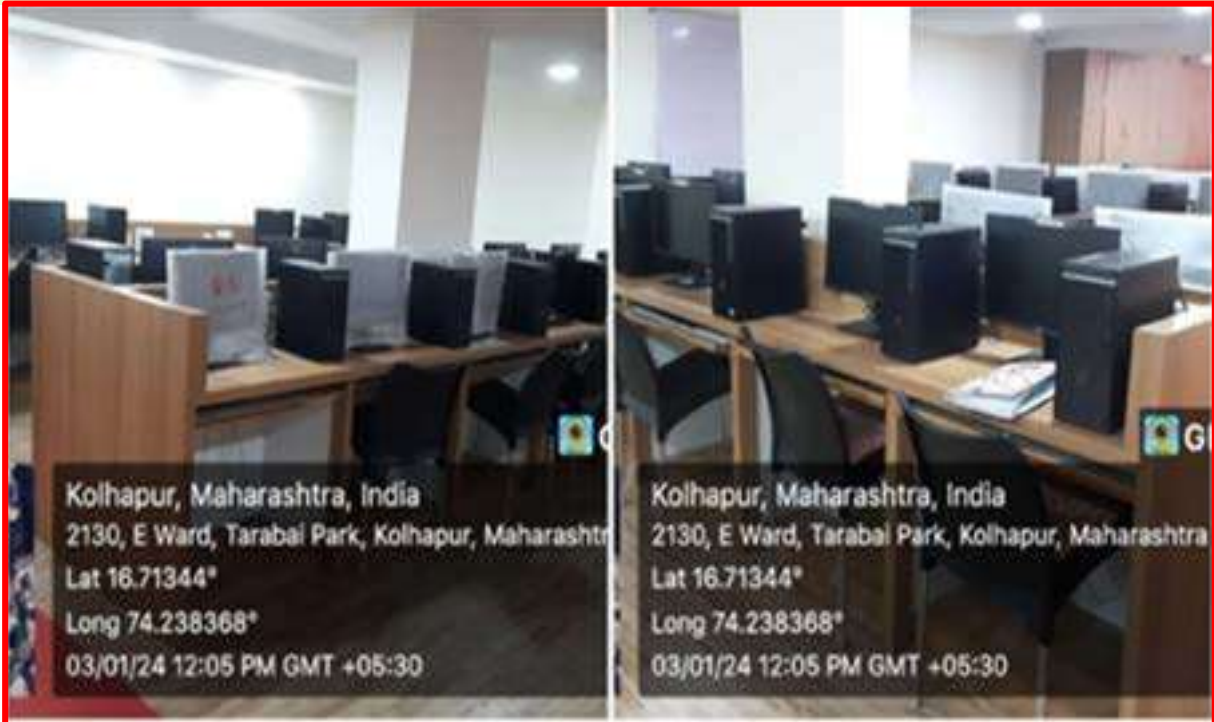 Kolhapur, Maharashtra, India
2130, E Ward, Tarabai Park, Kolhapur, Maharashtr
Lat 16.71344°
Long 74.238368°
03/01/24 12:05 PM GMT +05:30
G
Kolhapur, Maharashtra, India
2130, E Ward, Tarabai Park, Kolhapur, Maharashtra
Lat 16.71344°
Long 74.238368°
03/01/24 12:05 PM GMT +05:30